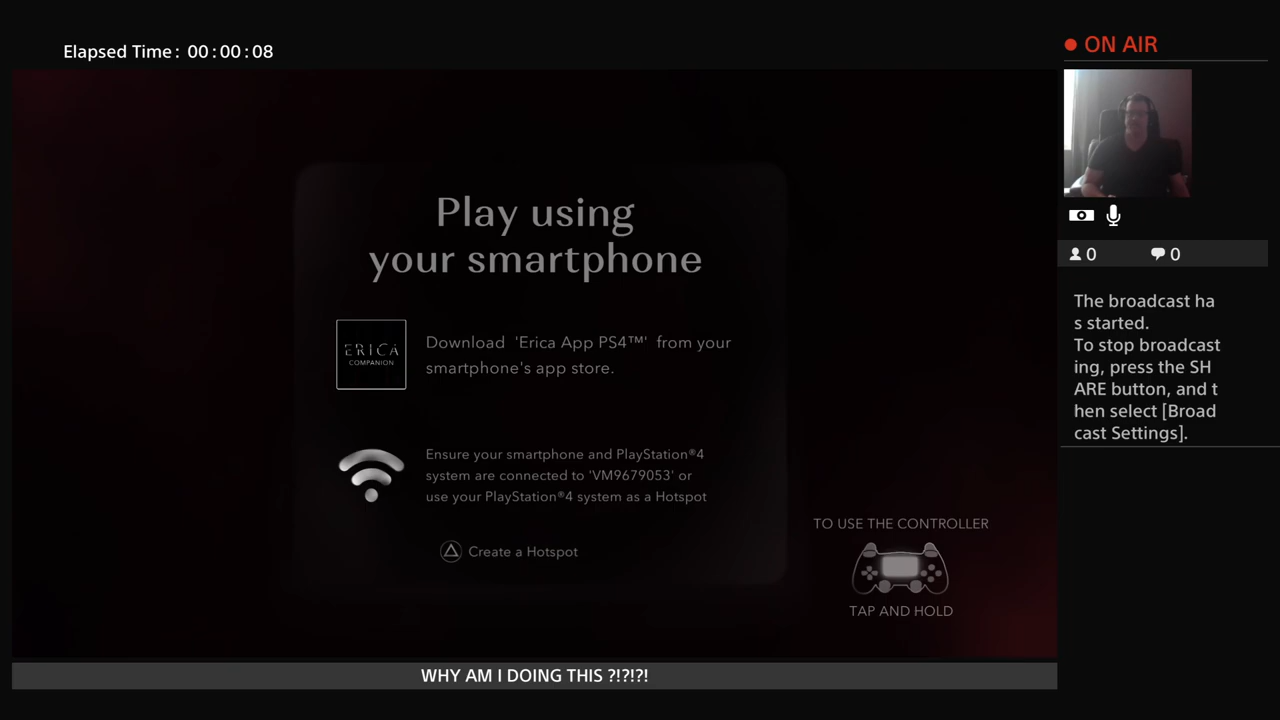 Elapsed Time: 00:00:08
ON AIR
Play using
your smartphone
ERICA
COMPANION
Download 'Erica App PS4™' from your
smartphone's app store.
Ensure your smartphone and PlayStation®4
system are connected to 'VM9679053' or
use your PlayStation®4 system as a Hotspot
Create a Hotspot
TO USE THE CONTROLLER
TAP AND HOLD
0
0
The broadcast ha
s started.
To stop broadcast
ing, press the SH
ARE button, and t
hen select [Broad
cast Settings].
WHY AM I DOING THIS ?!?!?!